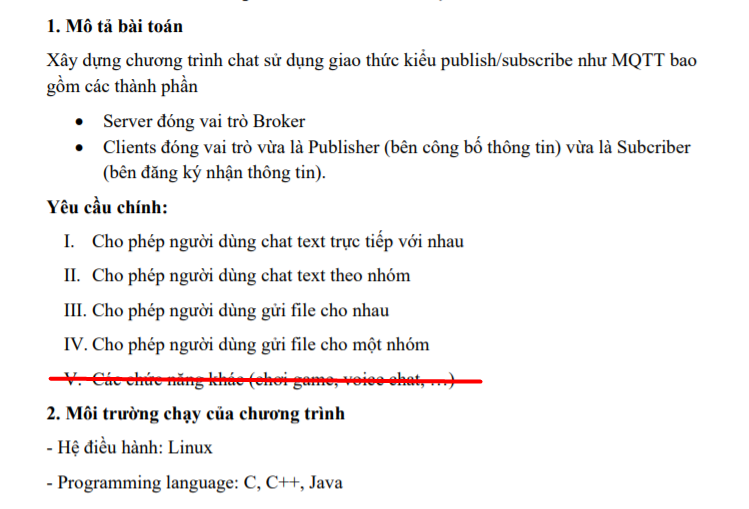 1. Mô tả bài toán
Xây dựng chương trình chat sử dụng giao thức kiểu publish/subscribe như MQTT bao
gồm các thành phần
• Server đóng vai trò Broker
• Clients đóng vai trò vừa là Publisher (bên công bố thông tin) vừa là Subcriber
(bên đăng ký nhận thông tin).
Yêu cầu chính:
I. Cho phép người dùng chat text trực tiếp với nhau
II. Cho phép người dùng chat text theo nhóm
III. Cho phép người dùng gửi file cho nhau
IV. Cho phép người dùng gửi file cho một nhóm
V. Các chức năng khác (chơi game, voice chat, …)
2. Môi trường chạy của chương trình
- Hệ điều hành: Linux
- Programming language: C, C++, Java